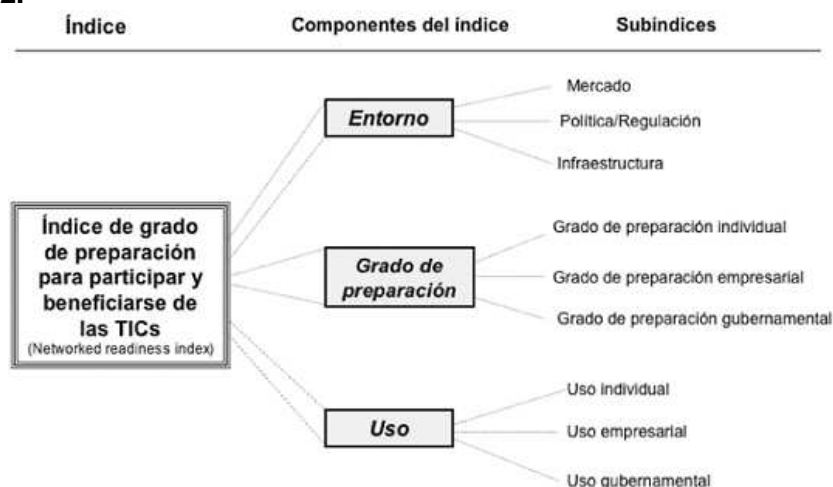 Índice Componentes del índice Subindices
Mercado
Entorno
Política/Regulación
Infraestructura
Índice de grado
de preparación
para participar y
beneficiarse de
las TICs
(Networked readiness index)
Grado de preparación individual
Grado de
preparación
Grado de preparación empresarial
Grado de preparación gubernamental
Uso individual
Uso
Uso empresarial
Uso gubernamental